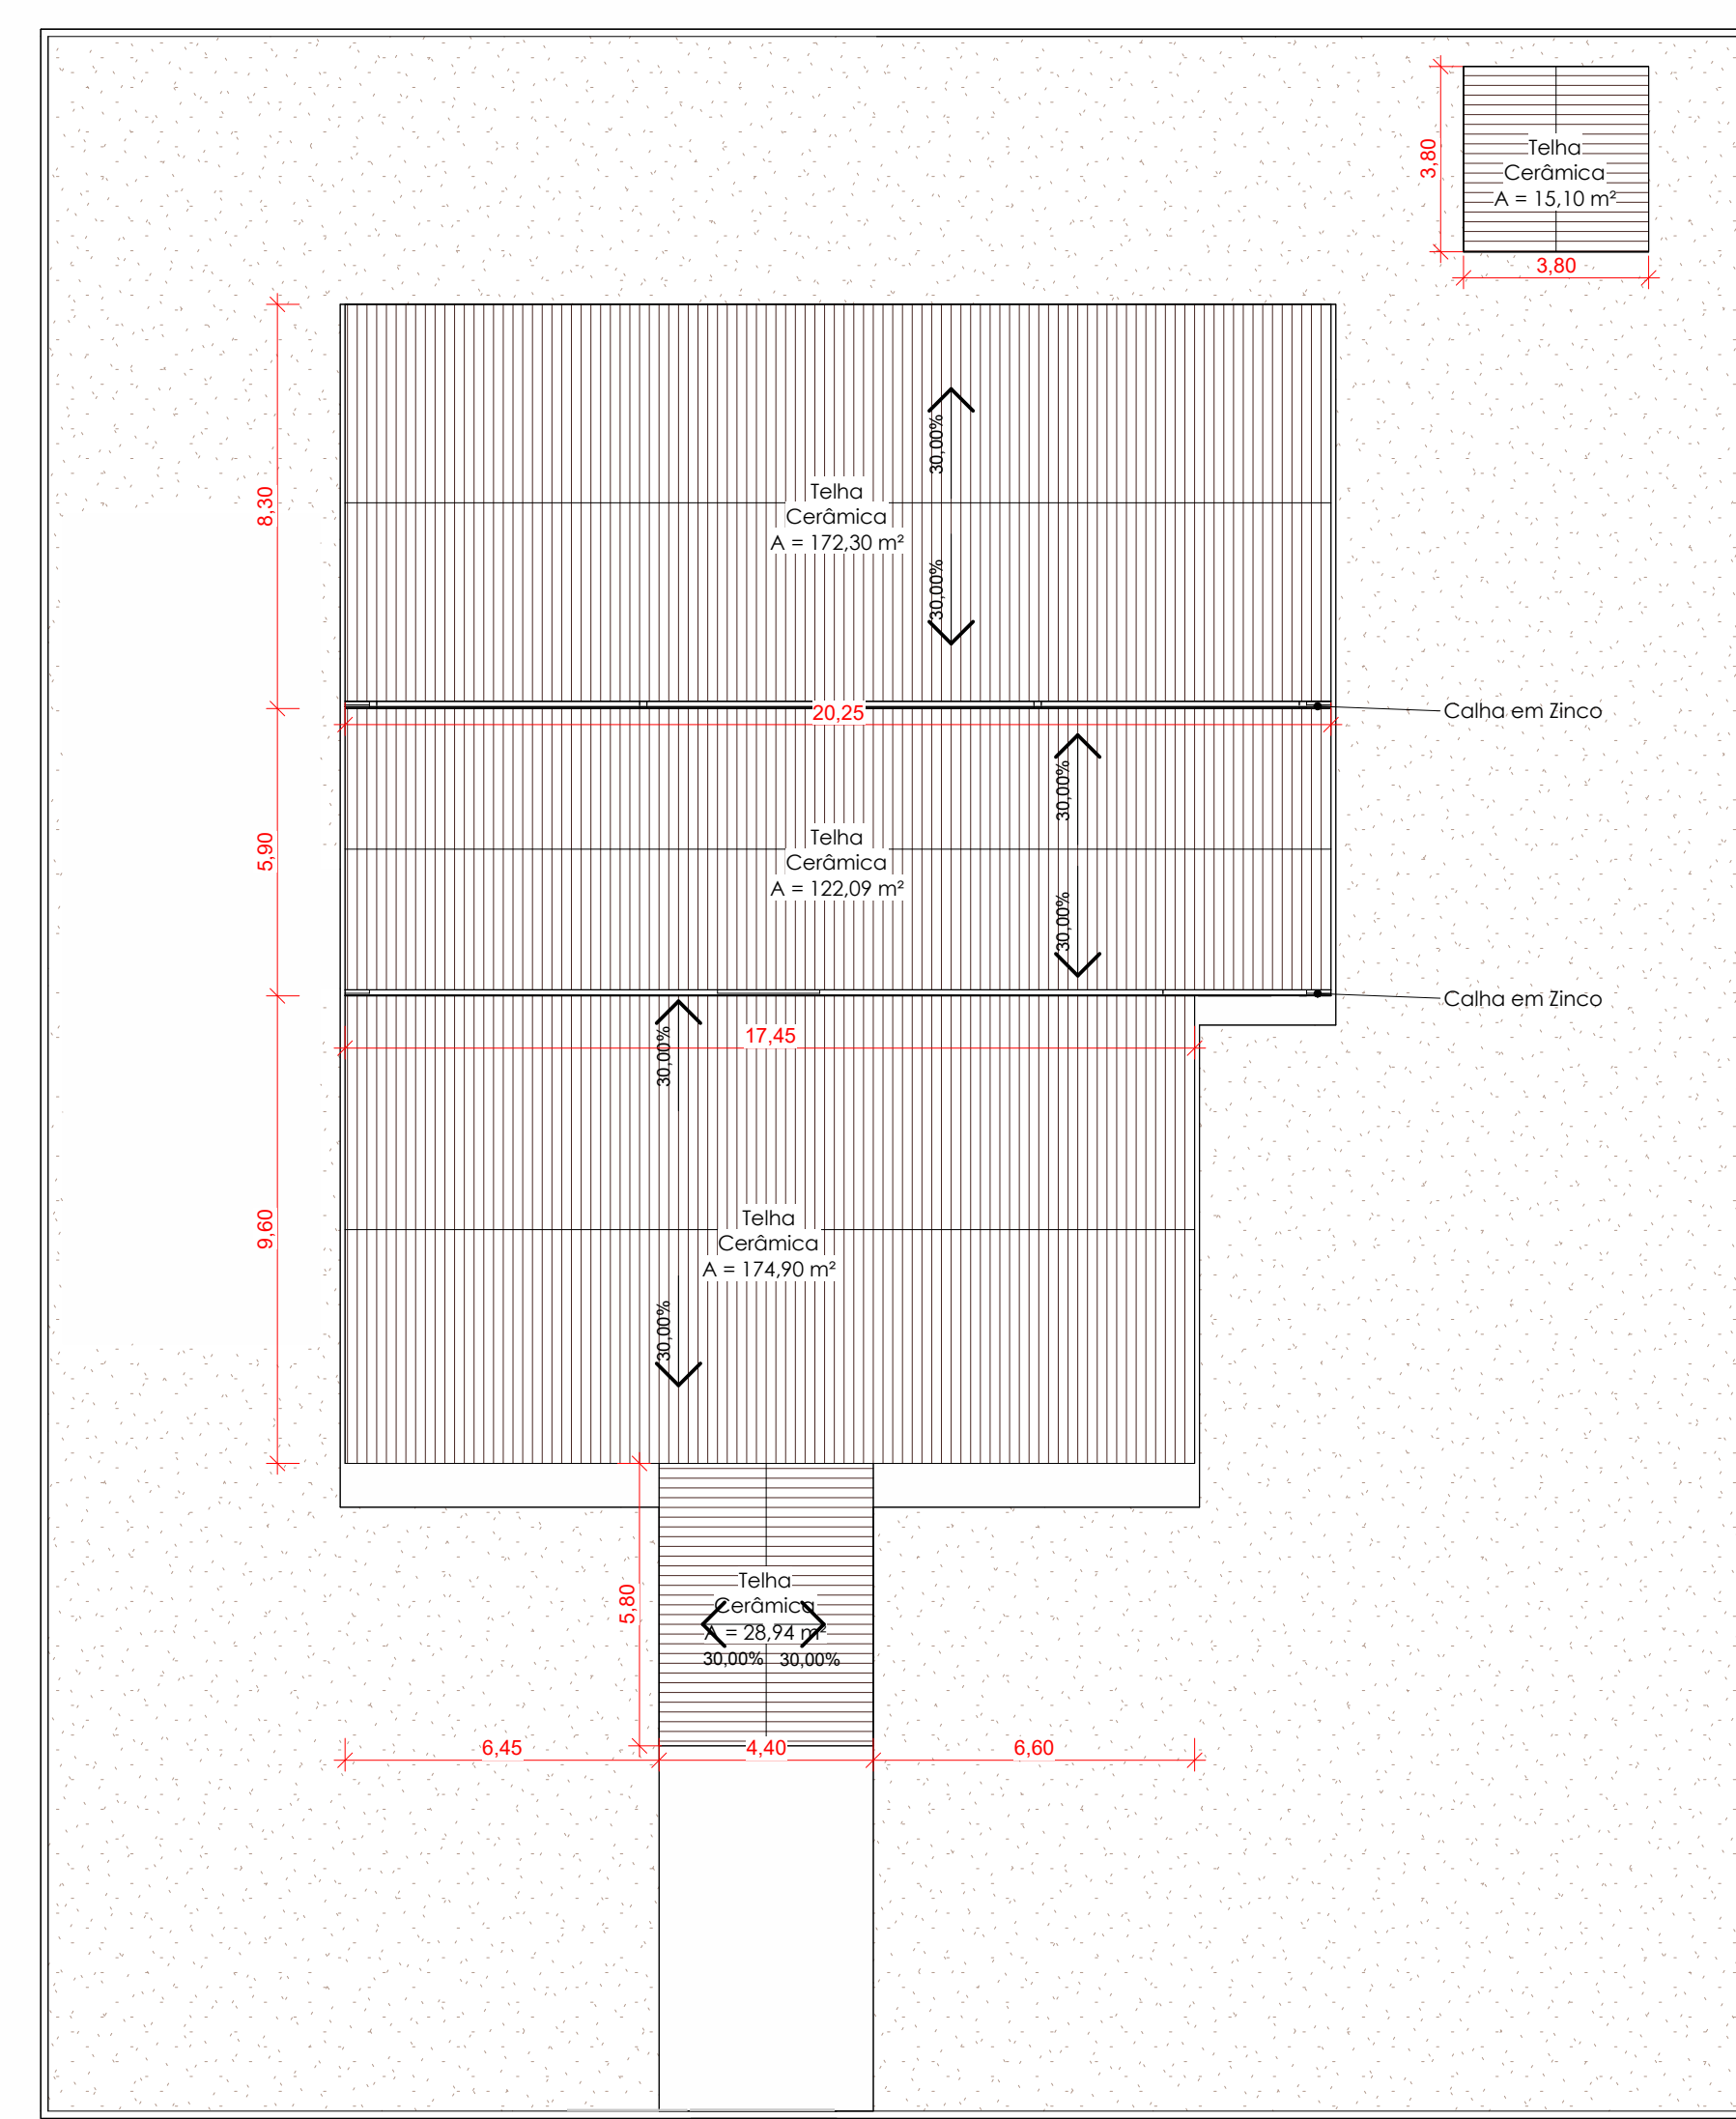 3,80
Telha
Cerâmica
A = 15,10 m²
3,80
8,30
30,00%
Telha
Cerâmica
A = 172,30 m²
30,00%
20,25
Calha em Zinco
5,90
30,00%
Telha
Cerâmica
A = 122,09 m²
30,00%
Calha em Zinco
17,45
30,00%
9,60
Telha
Cerâmica
A = 174,90 m²
30,00%
5,80
Telha
Cerâmica
A = 28,94 m²
30,00% 30,00%
6,45 4,40 6,60